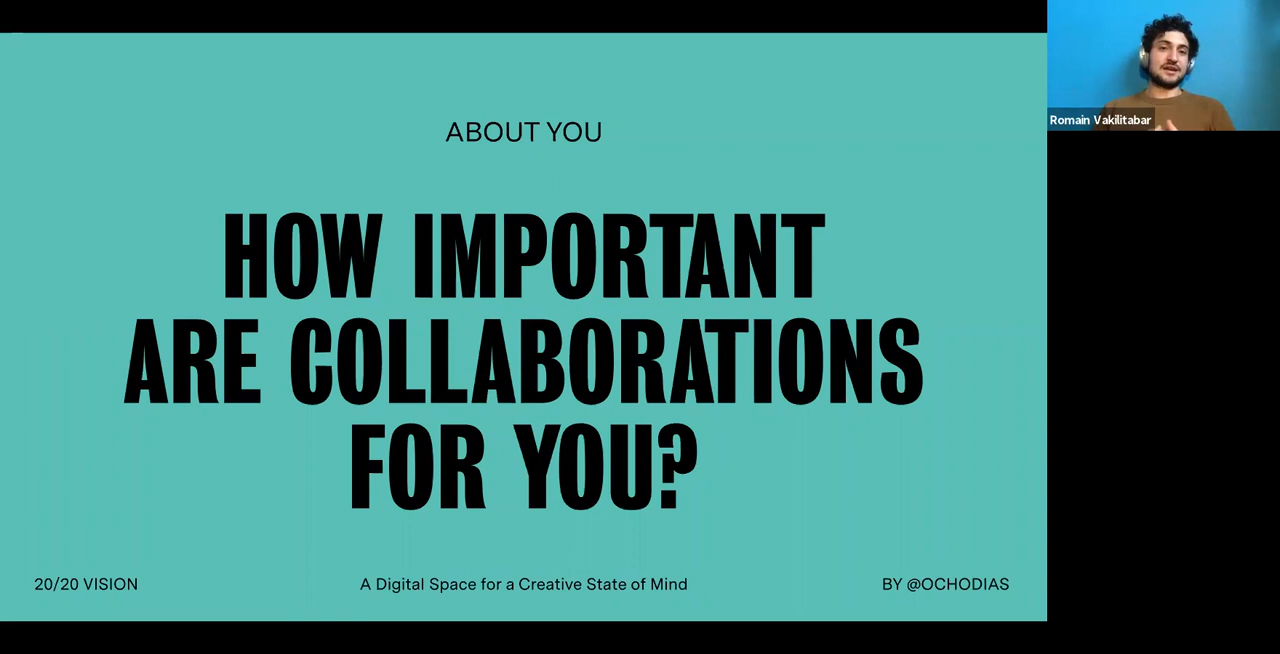 ABOUT YOU
HOW IMPORTANT
ARE COLLABORATIONS
FOR YOU?
20/20 VISION
A Digital Space for a Creative State of Mind
BY @OCHODIAS
Romain Vakilitabar